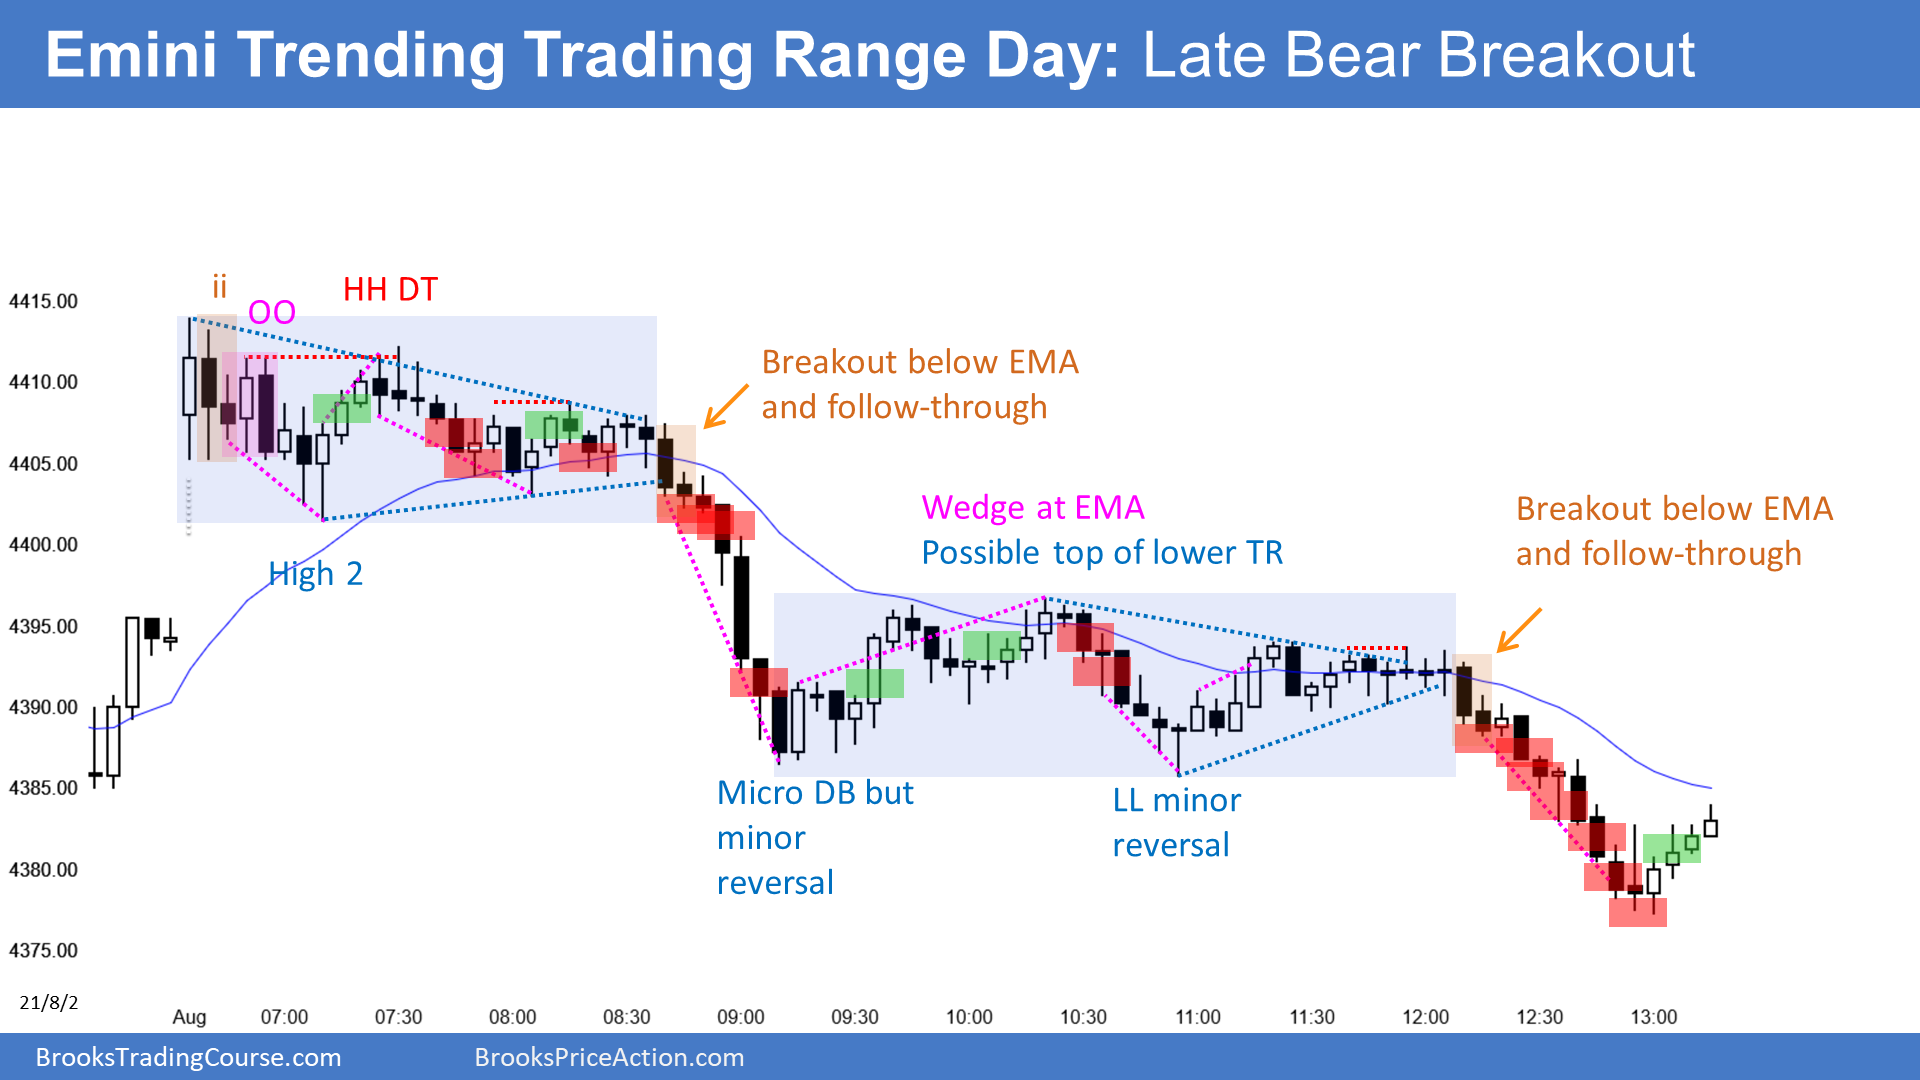 Emini Trending Trading Range Day: Late Bear Breakout
ii
OO
HH DT
4415.00
4410.00
4405.00
4400.00
4395.00
4390.00
4385.00
4380.00
4375.00
Breakout below EMA
and follow-through
High 2
Wedge at EMA
Possible top of lower TR
Breakout below EMA
and follow-through
Micro DB but
minor
reversal
LL minor
reversal
21/8/2
Aug 07:00 07:30 08:00 08:30 09:00 09:30 10:00 10:30 11:00 11:30 12:00 12:30 13:00
BrooksTradingCourse.com BrooksPriceAction.com